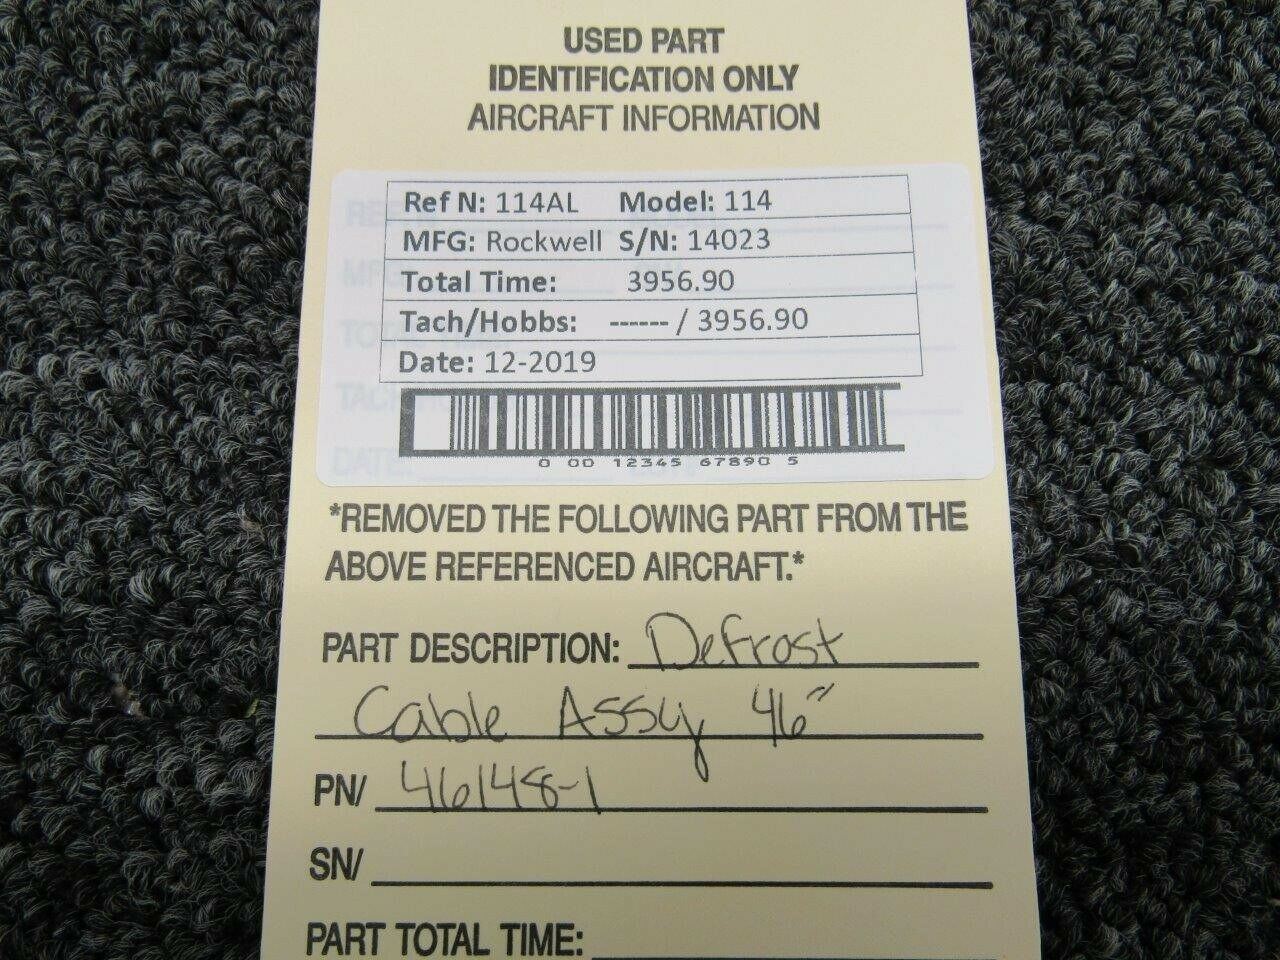 USED PART
IDENTIFICATION ONLY
AIRCRAFT INFORMATION
Ref N: 114AL Model: 114
MFG: Rockwell S/N: 14023
Total Time: 3956.90
Tach/Hobbs: ------ / 3956.90
Date: 12-2019
0 00 12345 67890 5
*REMOVED THE FOLLOWING PART FROM THE
ABOVE REFERENCED AIRCRAFT.*
PART DESCRIPTION: Defrost
Cable Assy 46"
PN/ 46148-1
SN/
PART TOTAL TIME: